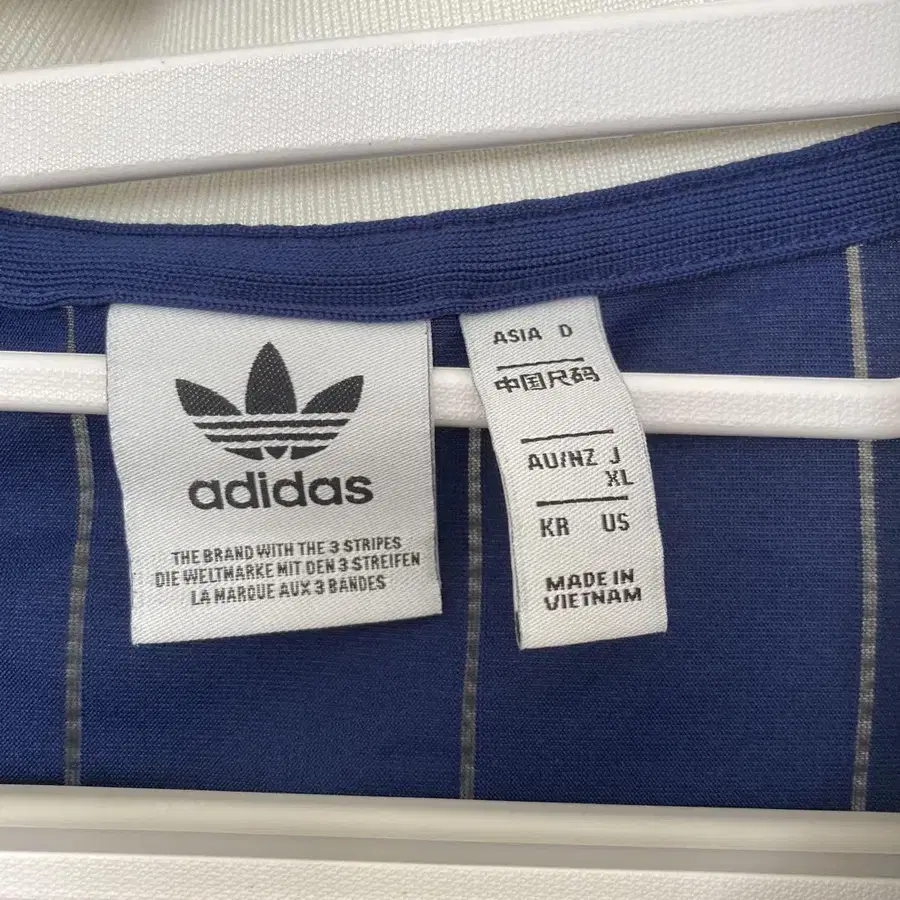 adidas
THE BRAND WITH THE 3 STRIPES
DIE WELTMARKE MIT DEN 3 STREIFEN
LA MARQUE AUX 3 BANDES
ASIA D
中国尺码
AU/NZ J
XL
KR US
MADE IN
VIETNAM